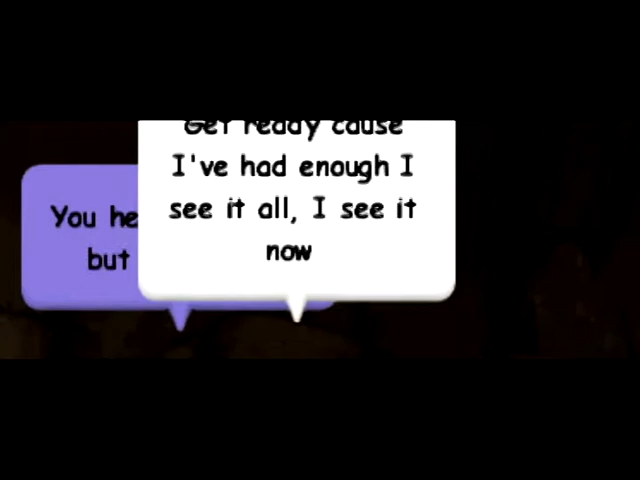 Get ready cause
I've had enough I
see it all, I see it
now
You he
but